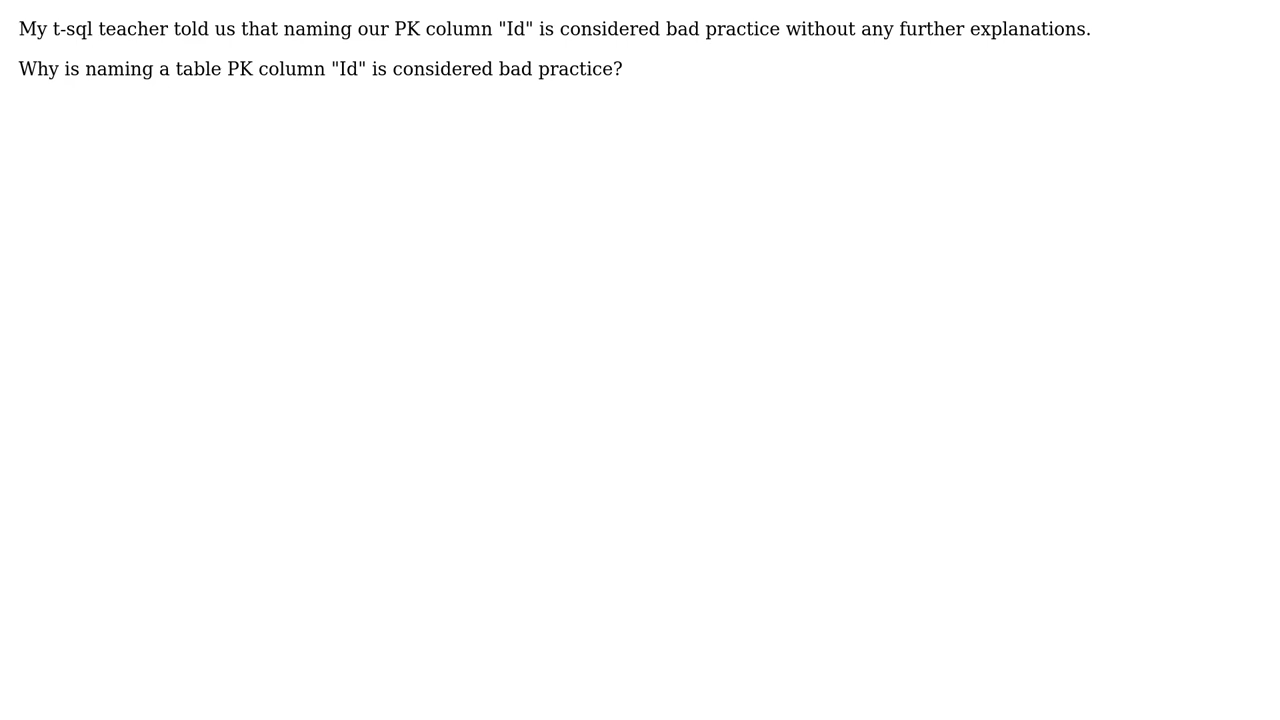 My t-sql teacher told us that naming our PK column "Id" is considered bad practice without any further explanations.
Why is naming a table PK column "Id" is considered bad practice?